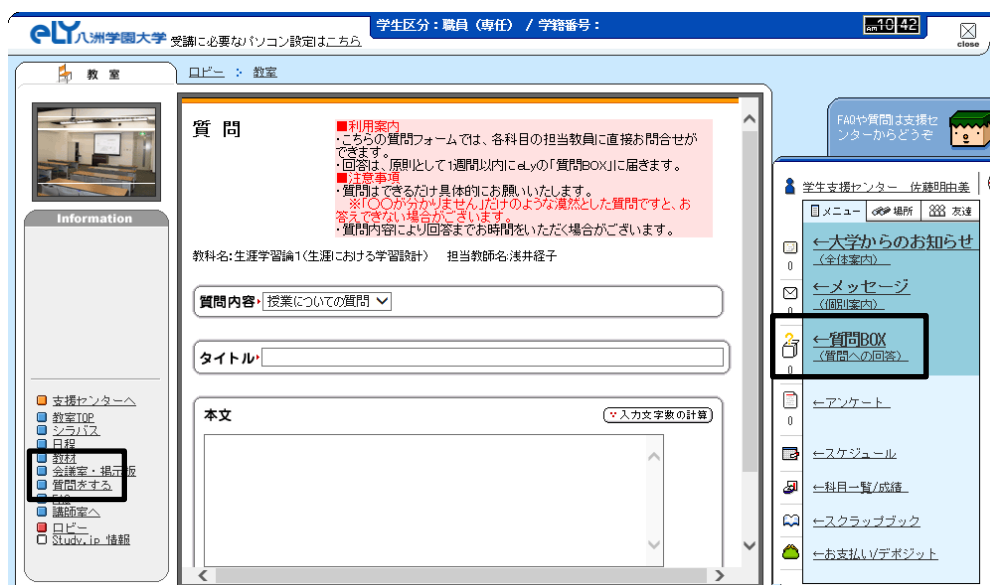 eLy八洲学園大学 受講に必要なパソコン設定はこちら
学生区分：職員（専任） / 学籍番号：
AM 10 42
close
教 室
ロビー ： 教室
Information
支援センターへ
教室TOP
シラバス
日程
教材
会議室・掲示板
質問をする
FAQ
講師室へ
ロビー
Study.jp 情報
質 問
■利用案内
・こちらの質問フォームでは、各科目の担当教員に直接お問合せが
できます。
・回答は、原則として1週間以内にeLyの「質問BOX」に届きます。
■注意事項
・質問はできるだけ具体的にお願いいたします。
※「〇〇が分かりません」だけのような漠然とした質問ですと、お
答えできない場合がございます。
・質問内容により回答までお時間をいただく場合がございます。
教科名:生涯学習論1(生涯における学習設計) 担当教師名:浅井経子
質問内容 授業についての質問
タイトル
本文
入力文字数の計算
FAQや質問は支援セ
ンターからどうぞ
学生支援センター 佐藤明由美
メニュー 場所 友達
←大学からのお知らせ
（全体案内）
0
←メッセージ
（個別案内）
0
←質問BOX
（質問への回答）
0
←アンケート
0
←スケジュール
←科目一覧/成績
←スクラップブック
←お支払い/デポジット